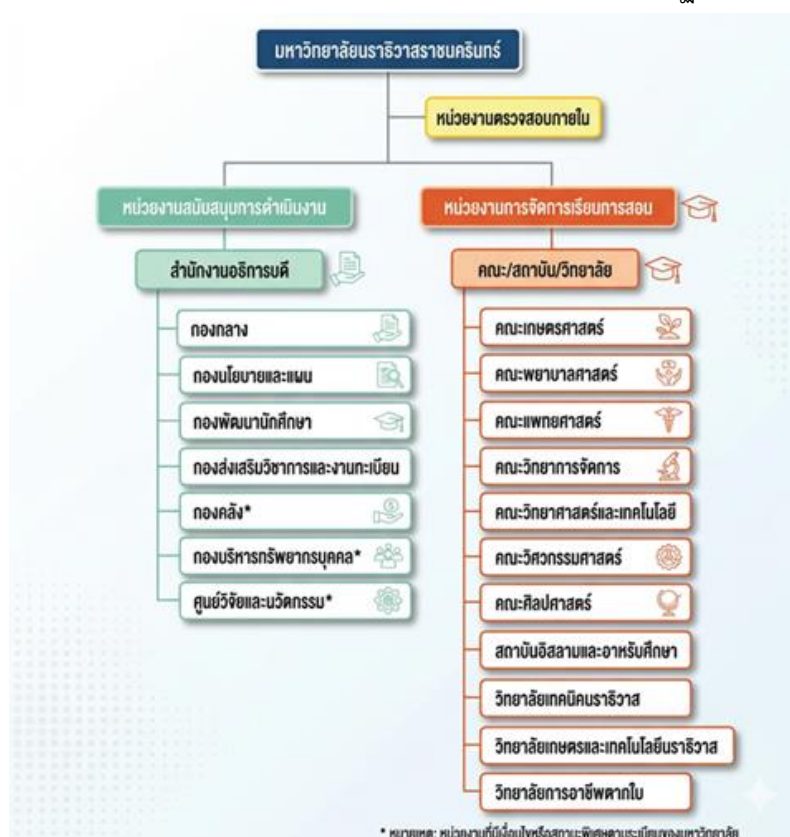 มหาวิทยาลัยนราธิวาสราชนครินทร์
หน่วยงานตรวจสอบภายใน
หน่วยงานสนับสนุนการดำเนินงาน
สำนักงานอธิการบดี
กองกลาง
กองนโยบายและแผน
กองพัฒนานักศึกษา
กองส่งเสริมวิชาการและงานทะเบียน
กองคลัง*
กองบริหารทรัพยากรบุคคล*
ศูนย์วิจัยและนวัตกรรม*
หน่วยงานการจัดการเรียนการสอน
คณะ/สถาบัน/วิทยาลัย
คณะเกษตรศาสตร์
คณะพยาบาลศาสตร์
คณะแพทยศาสตร์
คณะวิทยาการจัดการ
คณะวิทยาศาสตร์และเทคโนโลยี
คณะวิศวกรรมศาสตร์
คณะศิลปศาสตร์
สถาบันอิสลามและอาหรับศึกษา
วิทยาลัยเทคนิคนราธิวาส
วิทยาลัยเกษตรและเทคโนโลยีนราธิวาส
วิทยาลัยการอาชีพตากใบ
* หมายเหตุ: หน่วยงานที่มีเงื่อนไขหรือสถานะพิเศษตามระเบียบของมหาวิทยาลัย